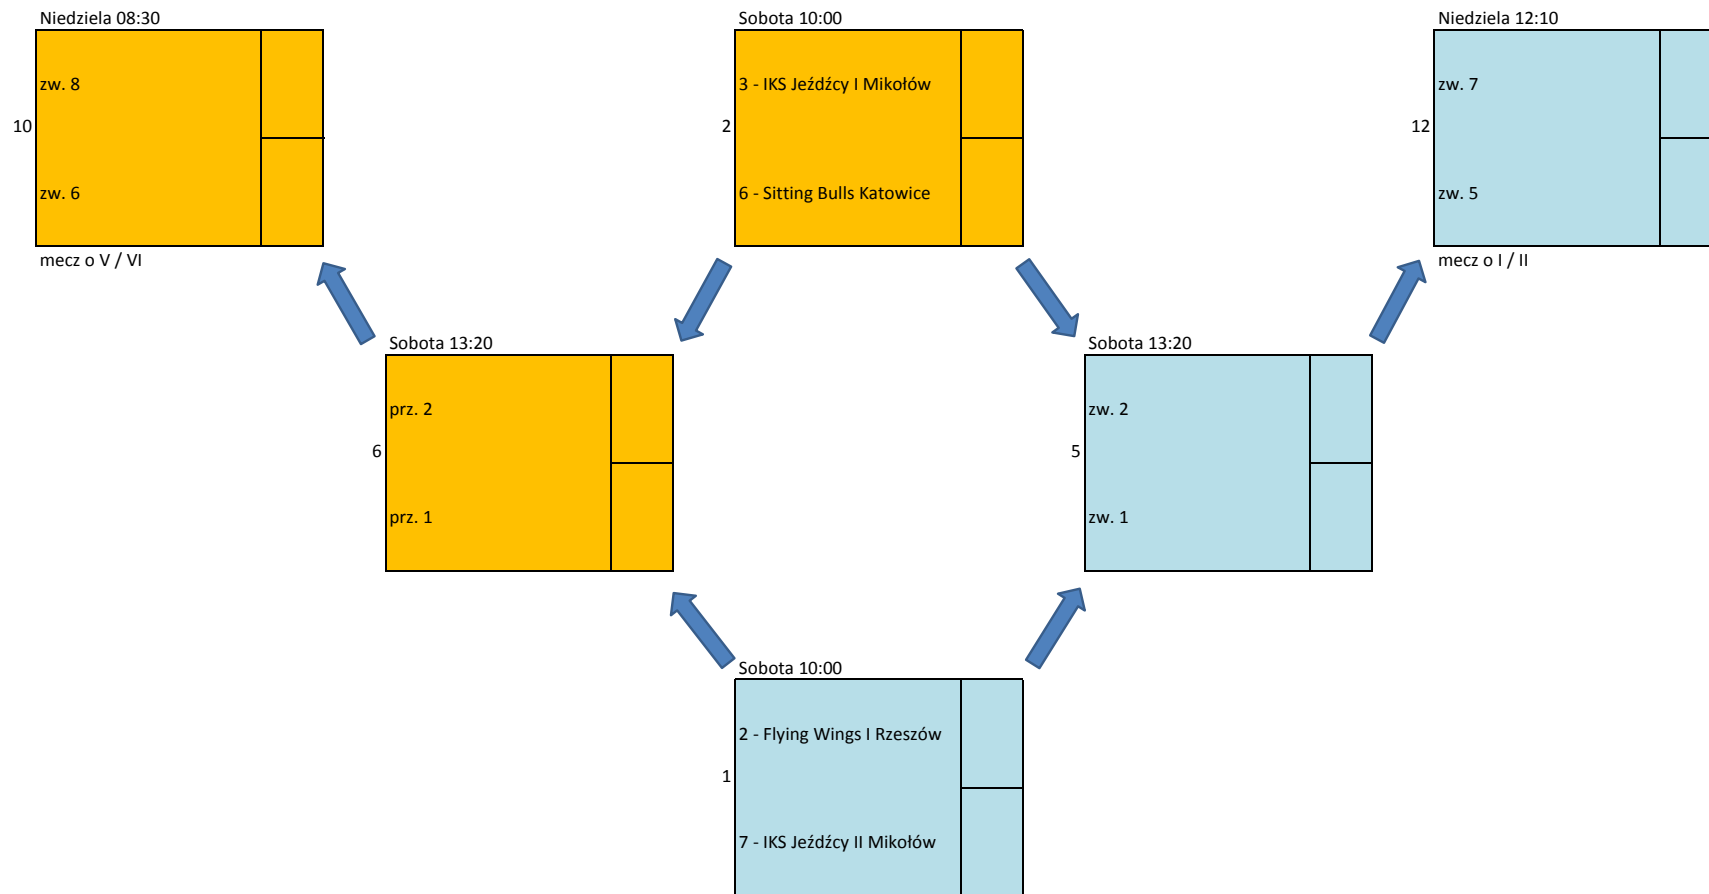 Niedziela 08:30
Sobota 10:00
Niedziela 12:10
zw. 8
3 - IKS Jeźdźcy I Mikołów
zw. 7
10
2
12
zw. 6
6 - Sitting Bulls Katowice
zw. 5
mecz o V / VI
mecz o I / II
Sobota 13:20
Sobota 13:20
prz. 2
zw. 2
6
5
prz. 1
zw. 1
Sobota 10:00
2 - Flying Wings I Rzeszów
1
7 - IKS Jeźdźcy II Mikołów